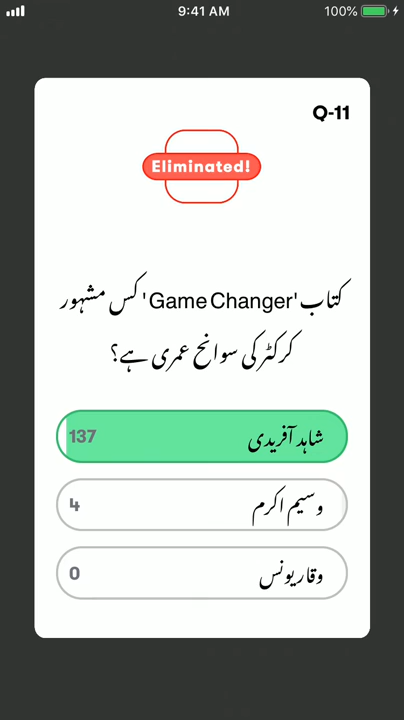 9:41 AM
100%
Q-11
Eliminated!
کتاب 'Game Changer' کس مشہور
کرکٹر کی سوانح عمری ہے؟
شاہد آفریدی 137
وسیم اکرم 4
وقار یونس 0